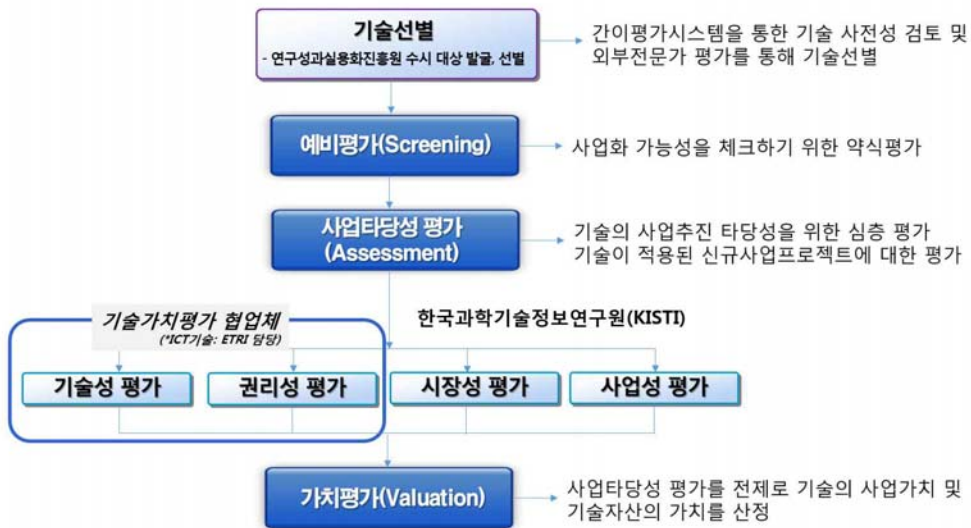 기술선별
- 연구성과실용화진흥원 수시 대상 발굴, 선별
간이평가시스템을 통한 기술 사전성 검토 및
외부전문가 평가를 통해 기술선별
예비평가(Screening)
사업화 가능성을 체크하기 위한 약식평가
사업타당성 평가
(Assessment)
기술의 사업추진 타당성을 위한 심층 평가
기술이 적용된 신규사업프로젝트에 대한 평가
기술가치평가 협업체
(*ICT기술: ETRI 담당)
한국과학기술정보연구원(KISTI)
기술성 평가
권리성 평가
시장성 평가
사업성 평가
가치평가(Valuation)
사업타당성 평가를 전제로 기술의 사업가치 및
기술자산의 가치를 산정